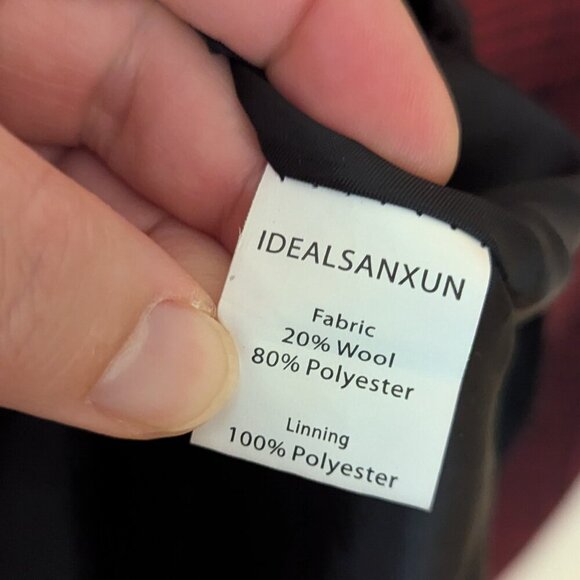 IDEALSANXUN
Fabric
20% Wool
80% Polyester
Linning
100% Polyester